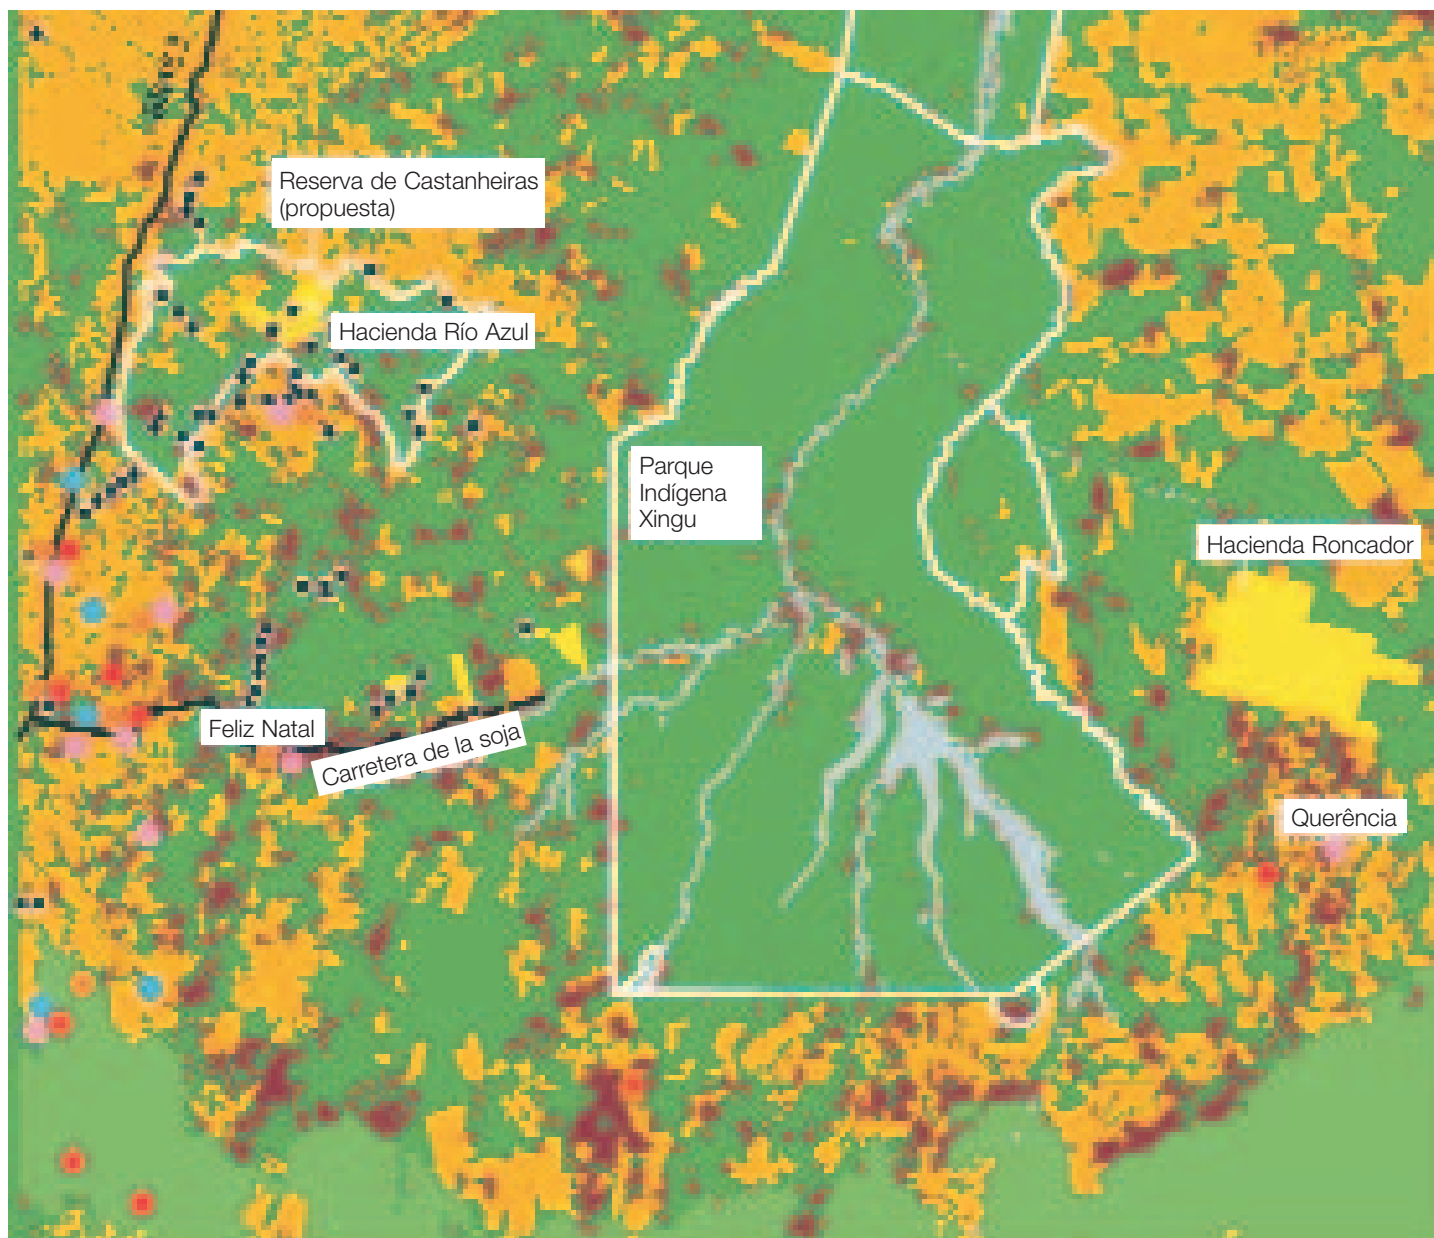 Reserva de Castanheiras
(propuesta)
Hacienda Río Azul
Parque
Indígena
Xingu
Hacienda Roncador
Feliz Natal
Carretera de la soja
Querência